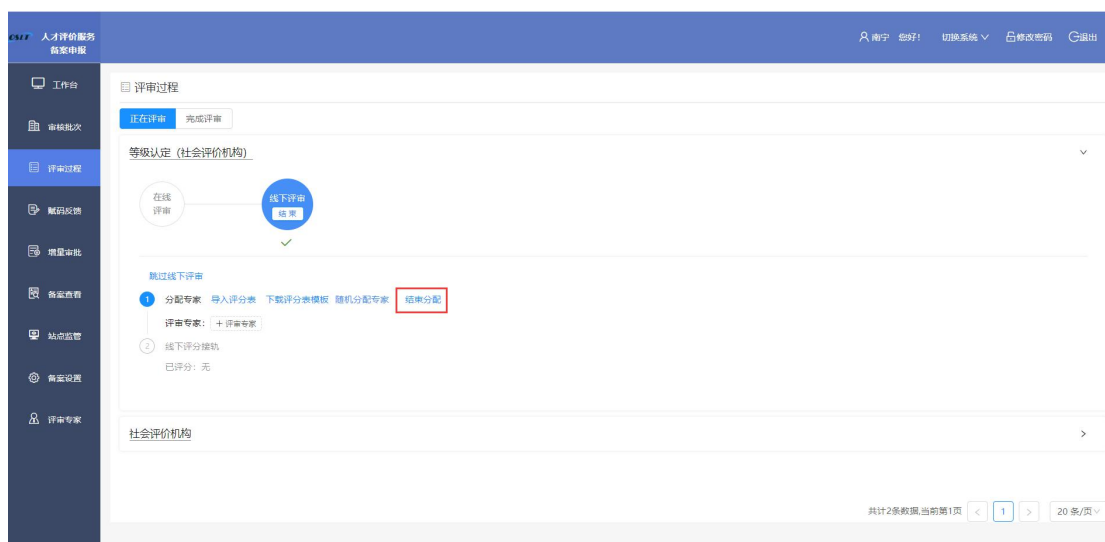 OSTT 人才评价服务
备案申报
南宁 您好! 切换系统 修改密码 退出
工作台
审核批次
评审过程
赋码反馈
增量审批
备案查看
站点监管
备案设置
评审专家
评审过程
正在评审 完成评审
等级认定（社会评价机构）
在线
评审
线下评审
结束
跳过线下评审
1 分配专家 导入评分表 下载评分表模板 随机分配专家 结束分配
评审专家： + 评审专家
2 线下评分接轨
已评分：无
社会评价机构
共计2条数据,当前第1页 < 1 > 20 条/页